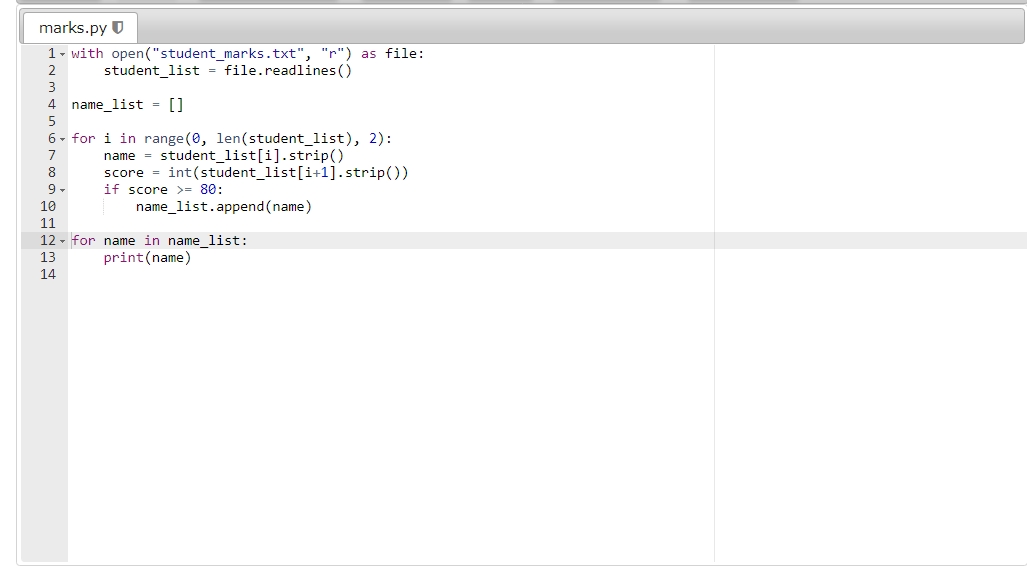 marks.py
1 with open("student_marks.txt", "r") as file:
2     student_list = file.readlines()
3
4 name_list = []
5
6 for i in range(0, len(student_list), 2):
7     name = student_list[i].strip()
8     score = int(student_list[i+1].strip())
9     if score >= 80:
10         name_list.append(name)
11
12 for name in name_list:
13     print(name)
14